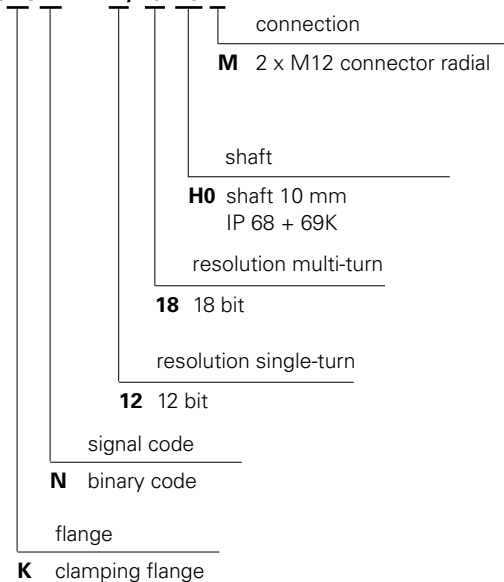 connection
M 2 x M12 connector radial
shaft
H0 shaft 10 mm
IP 68 + 69K
resolution multi-turn
18 18 bit
resolution single-turn
12 12 bit
signal code
N binary code
flange
K clamping flange